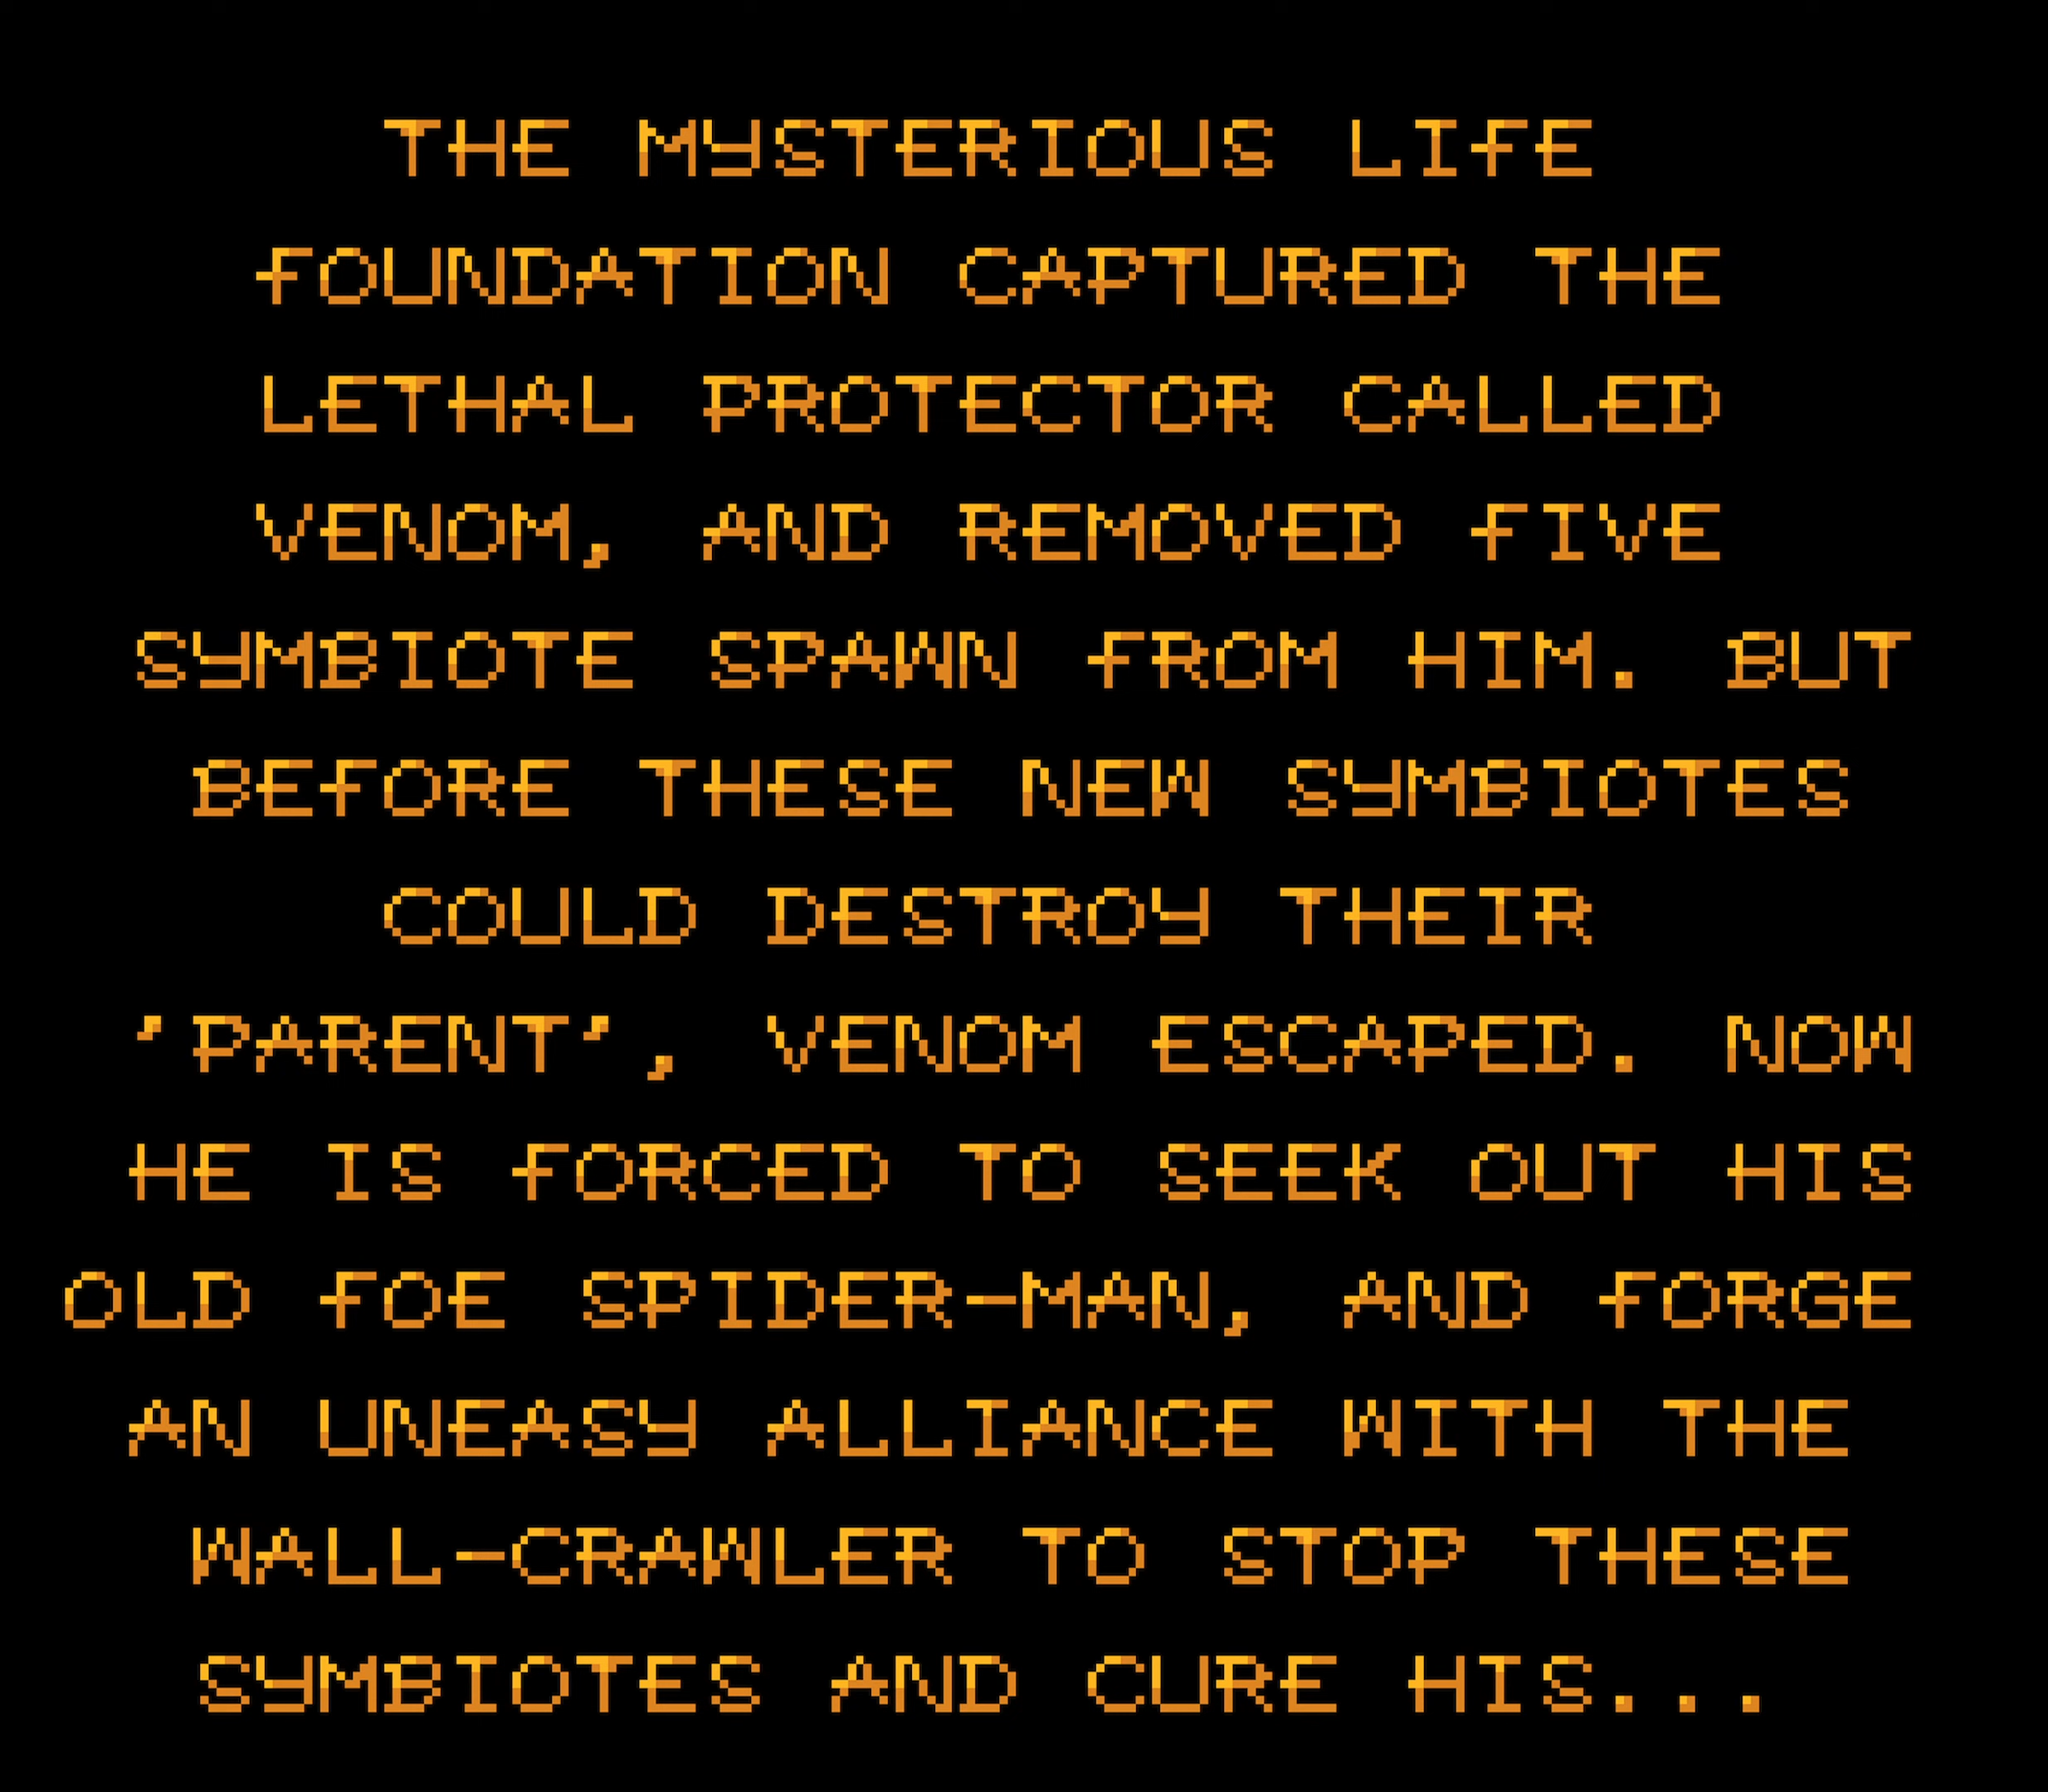 THE MYSTERIOUS LIFE
FOUNDATION CAPTURED THE
LETHAL PROTECTOR CALLED
VENOM, AND REMOVED FIVE
SYMBIOTE SPAWN FROM HIM. BUT
BEFORE THESE NEW SYMBIOTES
COULD DESTROY THEIR
'PARENT', VENOM ESCAPED. NOW
HE IS FORCED TO SEEK OUT HIS
OLD FOE SPIDER-MAN, AND FORGE
AN UNEASY ALLIANCE WITH THE
WALL-CRAWLER TO STOP THESE
SYMBIOTES AND CURE HIS...